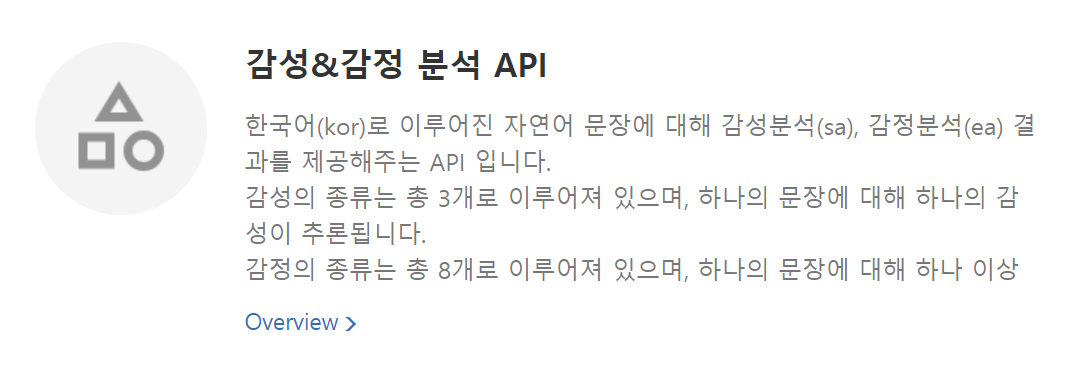 감성&감정 분석 API
한국어(kor)로 이루어진 자연어 문장에 대해 감성분석(sa), 감정분석(ea) 결
과를 제공해주는 API 입니다.
감성의 종류는 총 3개로 이루어져 있으며, 하나의 문장에 대해 하나의 감
성이 추론됩니다.
감정의 종류는 총 8개로 이루어져 있으며, 하나의 문장에 대해 하나 이상
Overview >